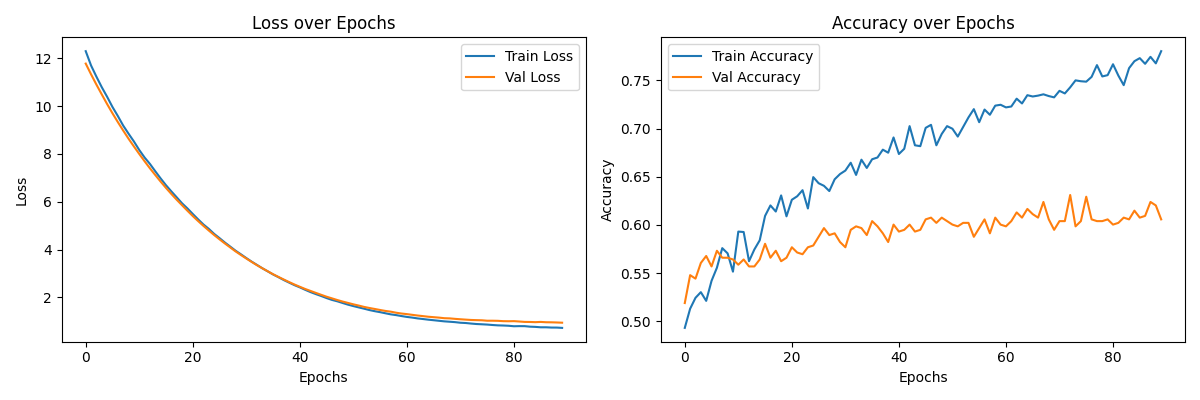 Loss over Epochs
Train Loss
Val Loss
12
10
8
6
4
2
Loss
0
20
40
60
80
Epochs
Accuracy over Epochs
Train Accuracy
Val Accuracy
0.75
0.70
0.65
0.60
0.55
0.50
Accuracy
0
20
40
60
80
Epochs